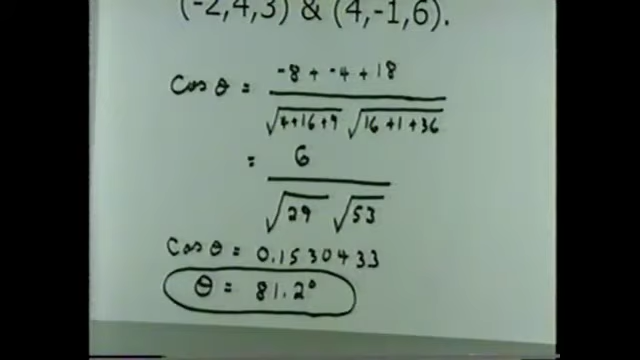 (-2,4,3) & (4,-1,6).
Cos θ = (-8 + -4 + 18) / (√(4+16+9) √(16+1+36))
= 6 / (√29 √53)
Cos θ = 0.1530433
θ = 81.2°